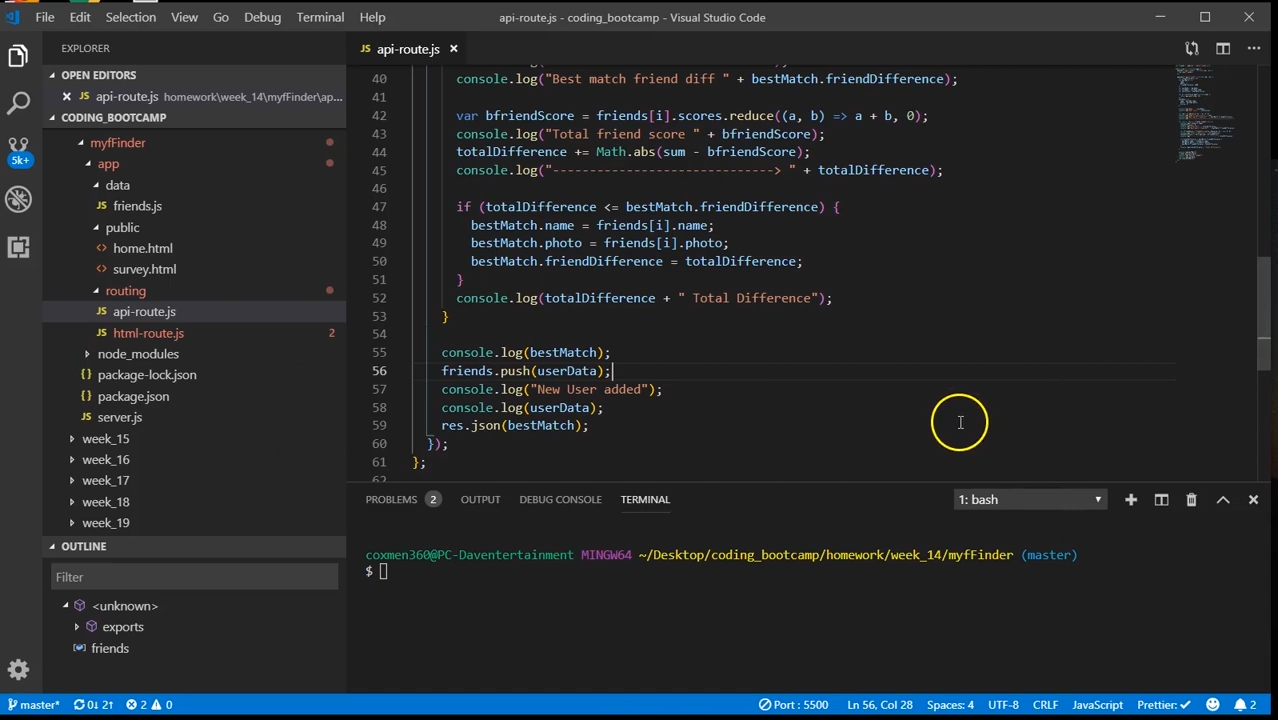 File Edit Selection View Go Debug Terminal Help
api-route.js - coding_bootcamp - Visual Studio Code
EXPLORER
OPEN EDITORS
JS api-route.js homework\week_14\myfFinder\ap...
CODING_BOOTCAMP
myfFinder
app
data
JS friends.js
public
<> home.html
<> survey.html
routing
JS api-route.js
JS html-route.js 2
node_modules
package-lock.json
package.json
JS server.js
week_15
week_16
week_17
week_18
week_19
OUTLINE
Filter
<unknown>
exports
friends
5k+
JS api-route.js
40 console.log("Best match friend diff " + bestMatch.friendDifference);
41
42 var bfriendScore = friends[i].scores.reduce((a, b) => a + b, 0);
43 console.log("Total friend score " + bfriendScore);
44 totalDifference += Math.abs(sum - bfriendScore);
45 console.log("-----------------------------> " + totalDifference);
46
47 if (totalDifference <= bestMatch.friendDifference) {
48 bestMatch.name = friends[i].name;
49 bestMatch.photo = friends[i].photo;
50 bestMatch.friendDifference = totalDifference;
51 }
52 console.log(totalDifference + " Total Difference");
53 }
54
55 console.log(bestMatch);
56 friends.push(userData);
57 console.log("New User added");
58 console.log(userData);
59 res.json(bestMatch);
60 });
61 };
62
PROBLEMS 2 OUTPUT DEBUG CONSOLE TERMINAL
1: bash
coxmen360@PC-Daventertainment MINGW64 ~/Desktop/coding_bootcamp/homework/week_14/myfFinder (master)
$
master* 0↓ 2↑ 2 0
Port : 5500 Ln 56, Col 28 Spaces: 4 UTF-8 CRLF JavaScript Prettier: ✓ 2